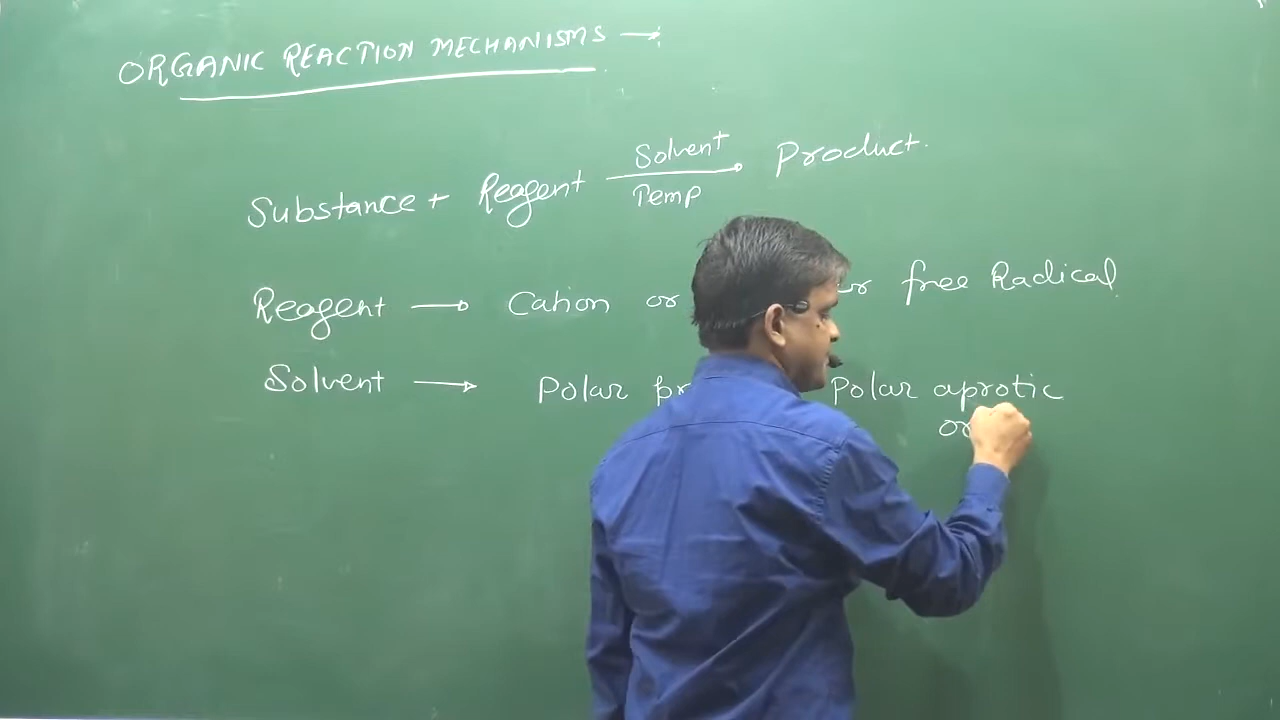 ORGANIC REACTION MECHANISMS →
Substance + Reagent Solvent Temp → Product.
Reagent → Cation or or free Radical
Solvent → Polar pr Polar aprotic
or